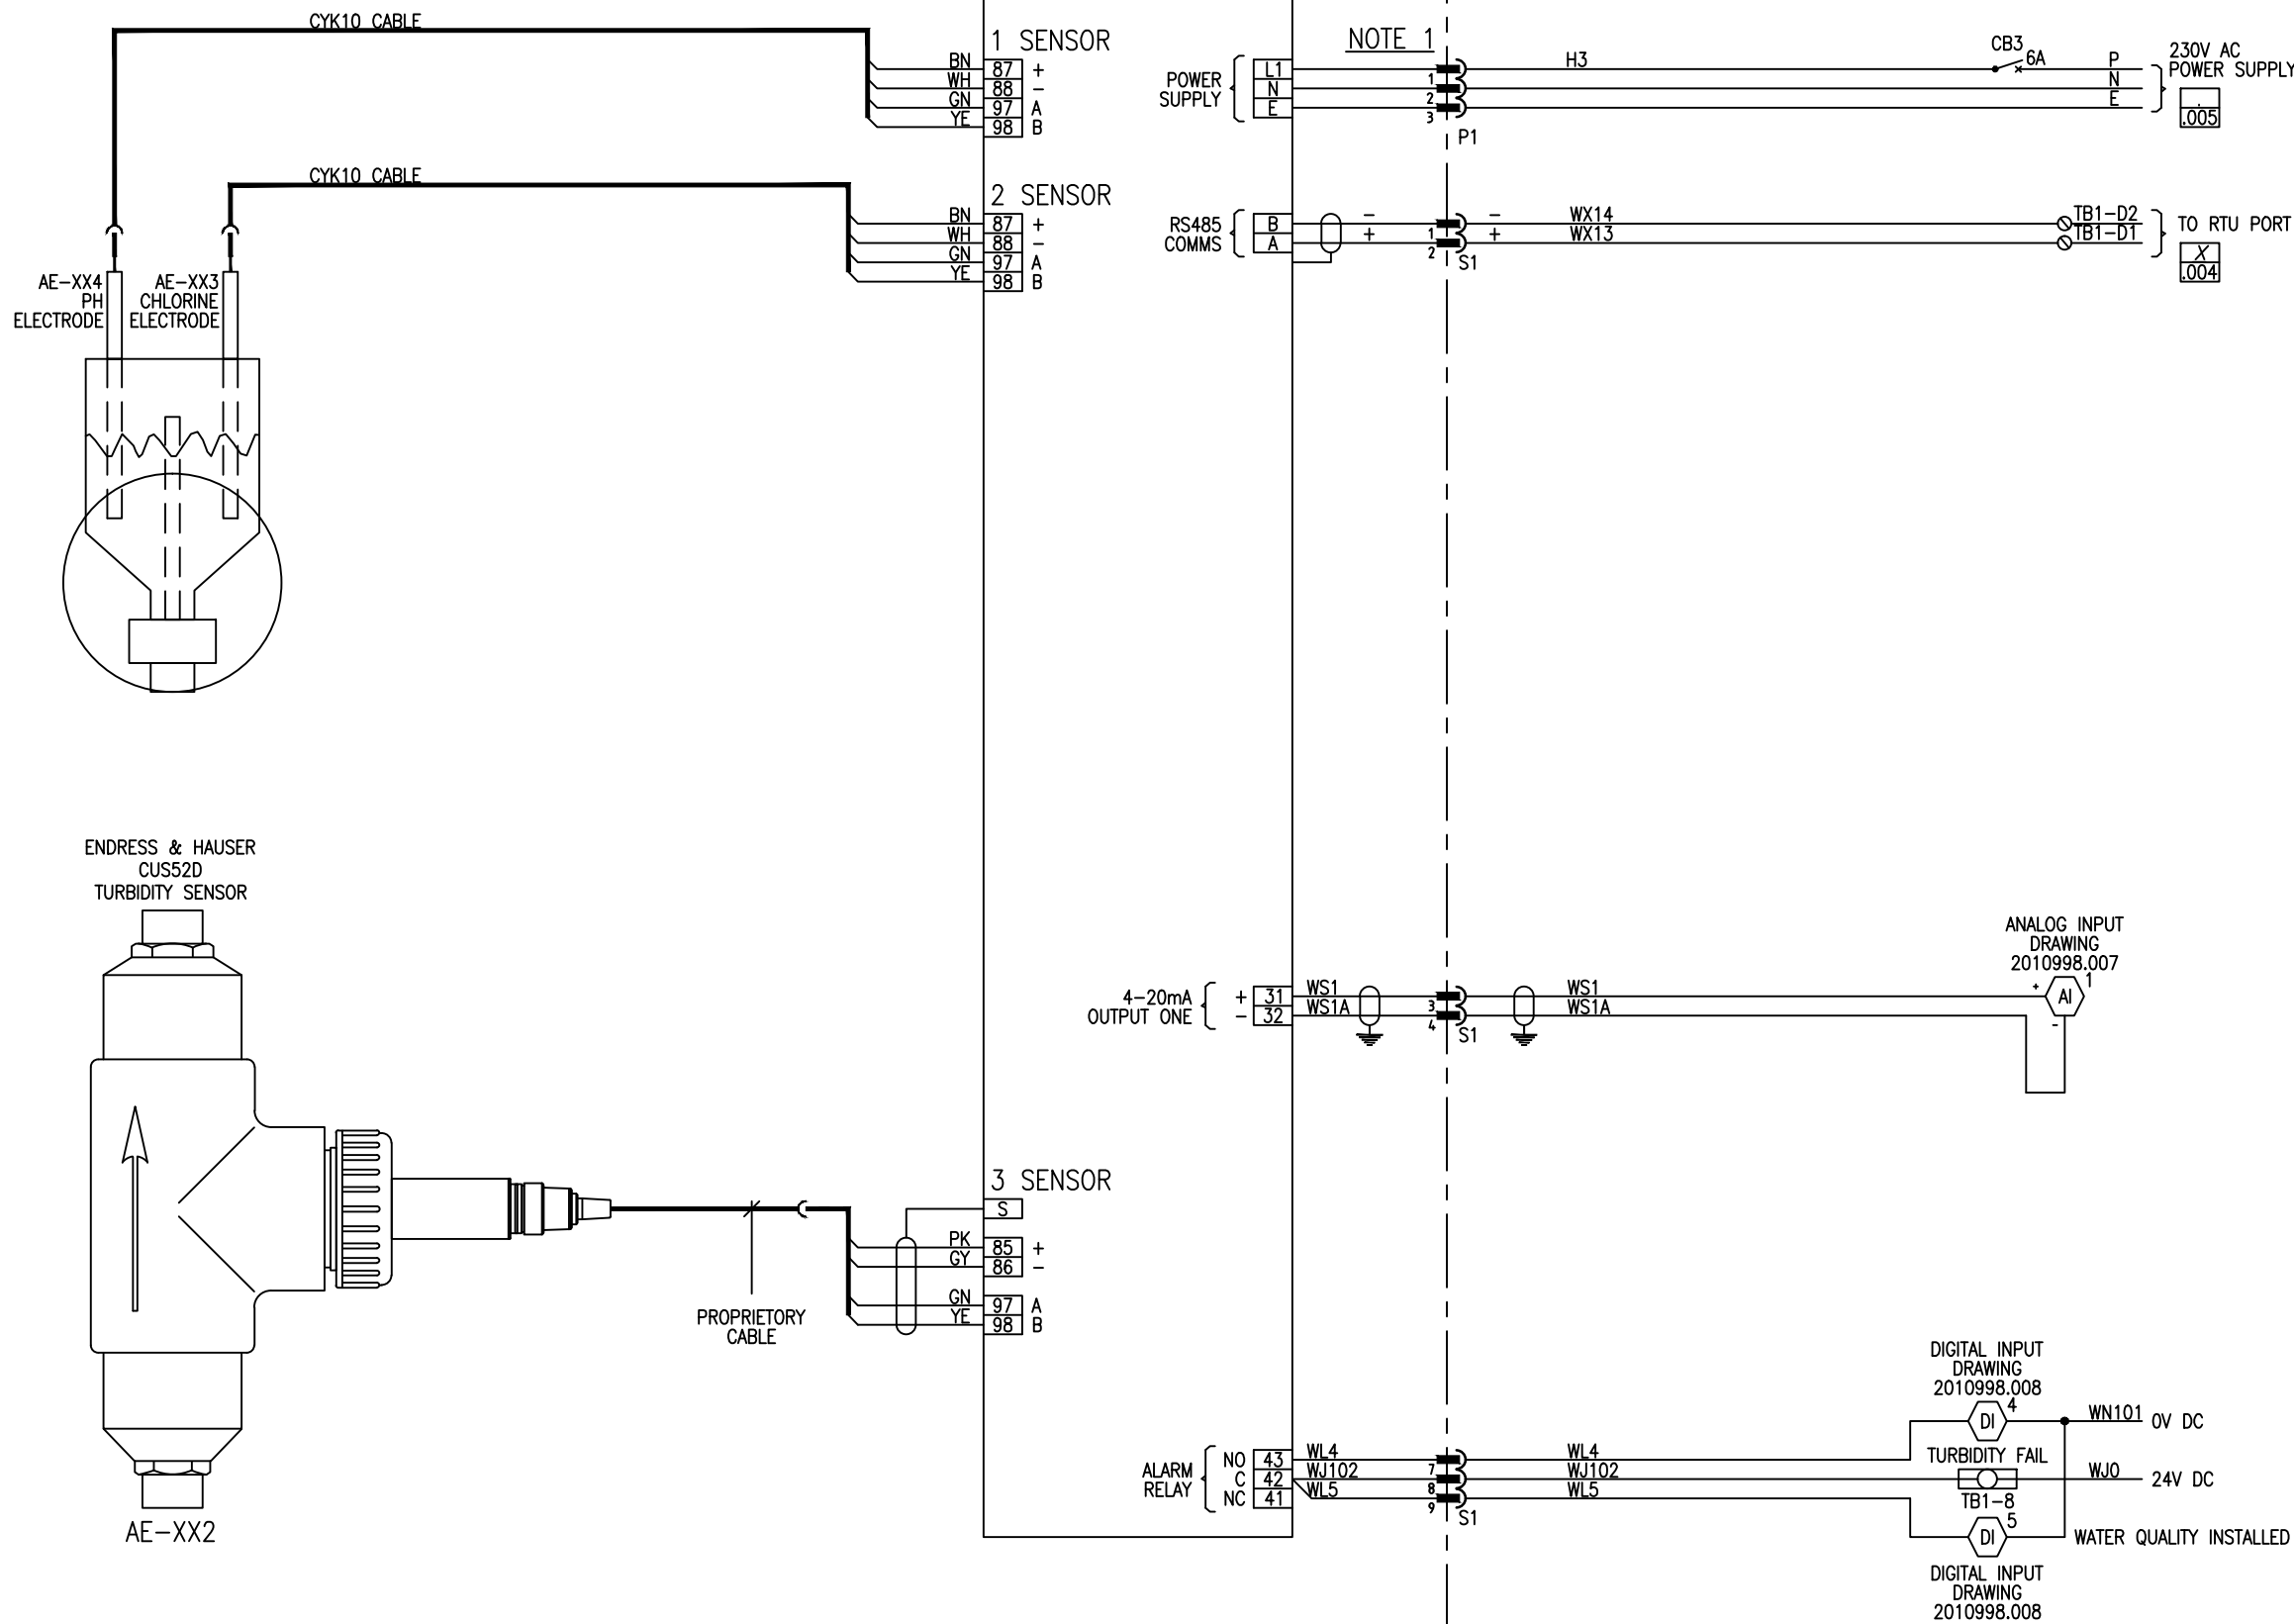 CYK10 CABLE
1 SENSOR
BN 87 +
WH 88 −
GN 97 A
YE 98 B
NOTE 1
POWER
SUPPLY
L1
N
E
1
2
3
P1
H3
CB3
6A
P
N
E
230V AC
POWER SUPPLY
.
.005
CYK10 CABLE
2 SENSOR
BN 87 +
WH 88 −
GN 97 A
YE 98 B
RS485
COMMS
B
A
−
+
1
2
S1
−
+
WX14
WX13
TB1−D2
TB1−D1
TO RTU PORT
X
.004
AE−XX4
PH
ELECTRODE
AE−XX3
CHLORINE
ELECTRODE
ENDRESS & HAUSER
CUS52D
TURBIDITY SENSOR
4−20mA
OUTPUT ONE
+ 31
− 32
WS1
WS1A
3
4
S1
WS1
WS1A
ANALOG INPUT
DRAWING
2010998.007
+
AI
1
-
3 SENSOR
S
PK 85 +
GY 86 −
GN 97 A
YE 98 B
PROPRIETORY
CABLE
AE−XX2
ALARM
RELAY
NO 43
C 42
NC 41
WL4
WJ102
WL5
7
8
9
S1
WL4
WJ102
WL5
DIGITAL INPUT
DRAWING
2010998.008
DI
4
WN101
0V DC
TURBIDITY FAIL
TB1−8
WJ0
24V DC
DI
5
WATER QUALITY INSTALLED
DIGITAL INPUT
DRAWING
2010998.008